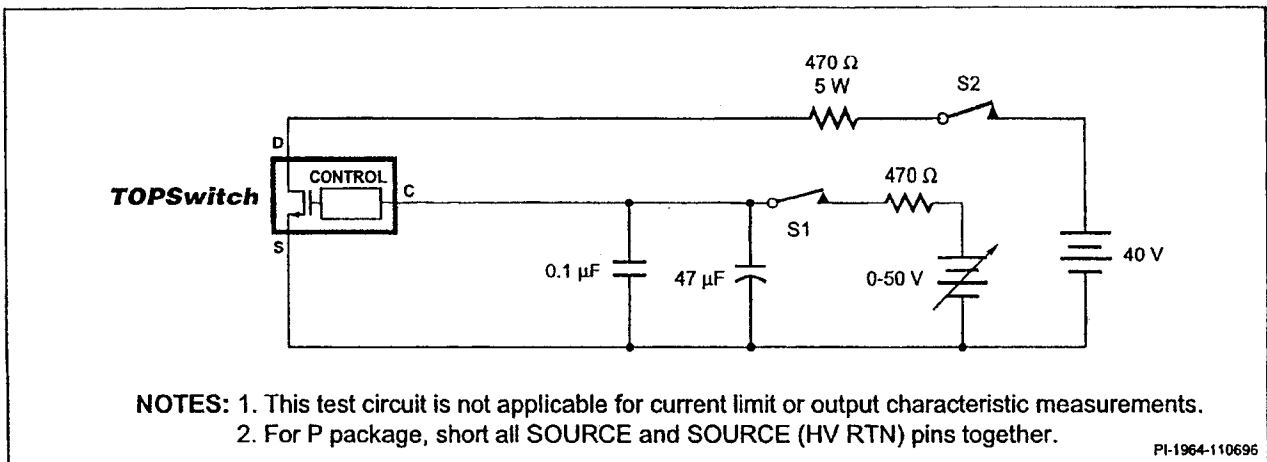 470 Ω
5 W
S2
D
CONTROL
C
TOPSwitch
S
470 Ω
S1
0.1 µF
47 µF
0-50 V
40 V
NOTES: 1. This test circuit is not applicable for current limit or output characteristic measurements.
2. For P package, short all SOURCE and SOURCE (HV RTN) pins together.
PI-1964-110696